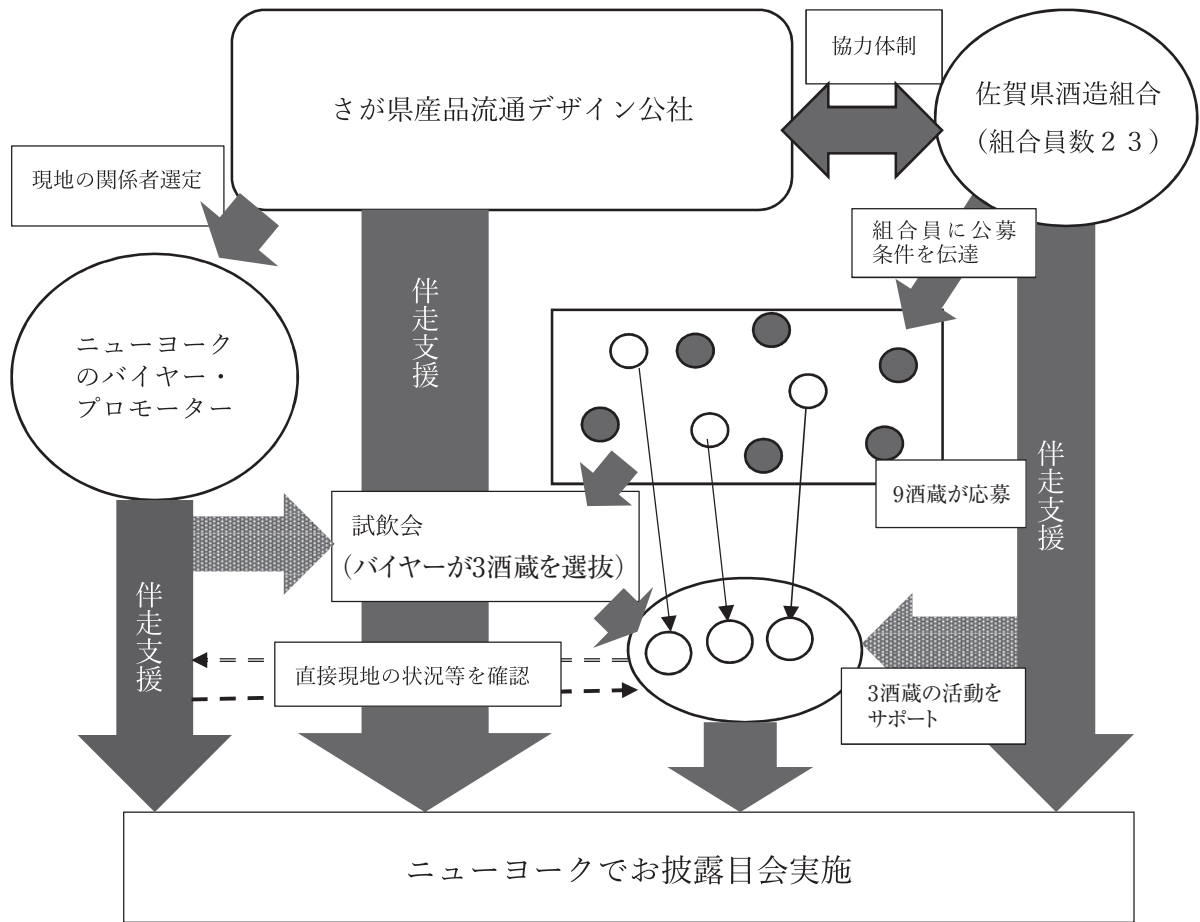 さが県産品流通デザイン公社
協力体制
佐賀県酒造組合
(組合員数２３)
現地の関係者選定
組合員に公募
条件を伝達
ニューヨーク
のバイヤー・
プロモーター
伴走支援
9酒蔵が応募
伴走支援
試飲会
(バイヤーが3酒蔵を選抜)
伴走支援
直接現地の状況等を確認
3酒蔵の活動を
サポート
ニューヨークでお披露目会実施